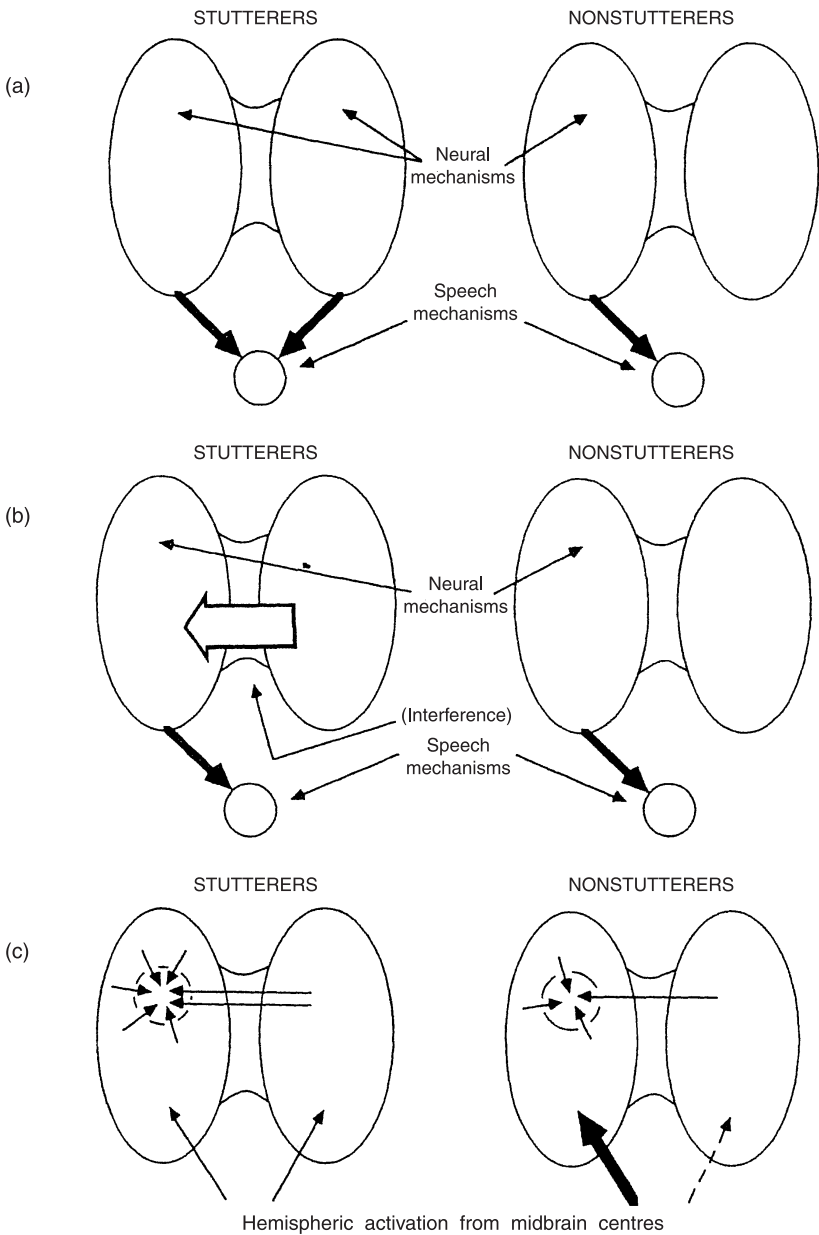 STUTTERERS NONSTUTTERERS
(a)
Neural
mechanisms
Speech
mechanisms
STUTTERERS NONSTUTTERERS
(b)
Neural
mechanisms
(Interference)
Speech
mechanisms
STUTTERERS NONSTUTTERERS
(c)
Hemispheric activation from midbrain centres